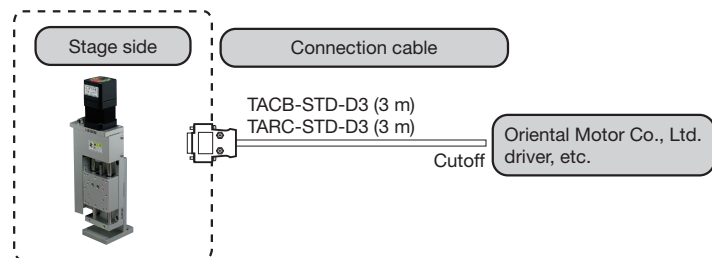 Stage side
Connection cable
TACB-STD-D3 (3 m)
TARC-STD-D3 (3 m)
Cutoff
Oriental Motor Co., Ltd.
driver, etc.